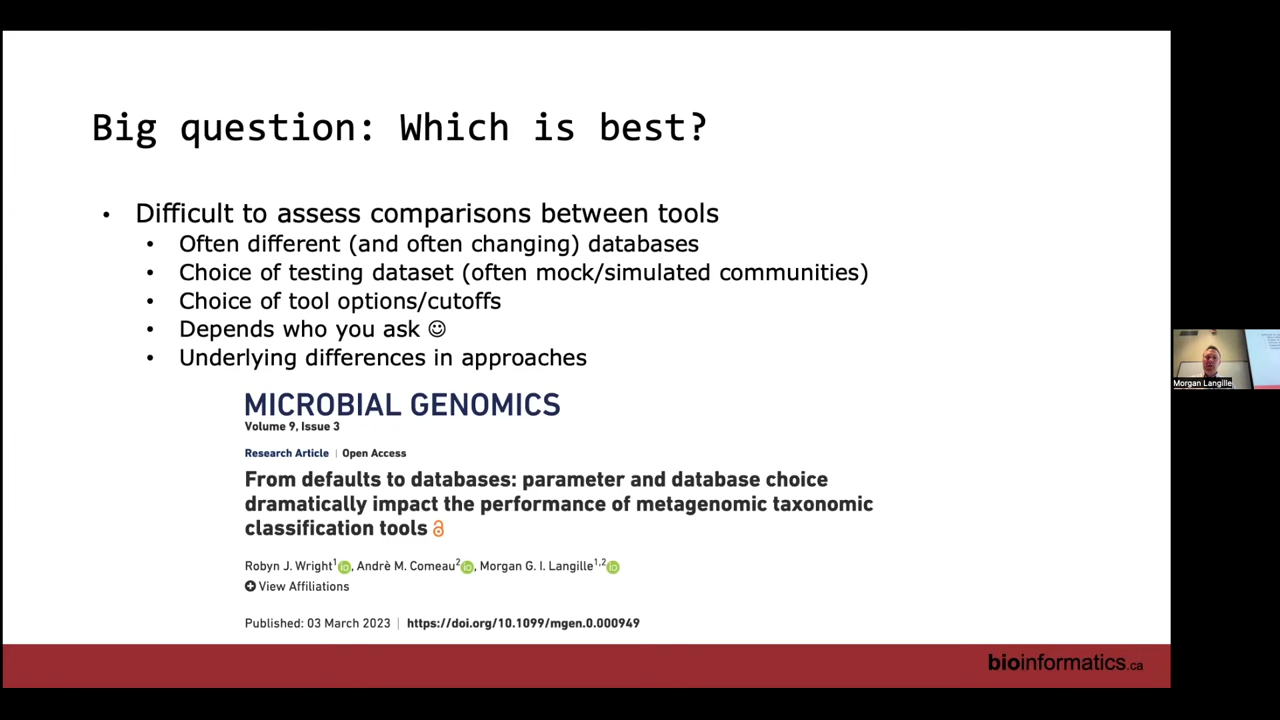 Big question: Which is best?
• Difficult to assess comparisons between tools
• Often different (and often changing) databases
• Choice of testing dataset (often mock/simulated communities)
• Choice of tool options/cutoffs
• Depends who you ask ☺
• Underlying differences in approaches
MICROBIAL GENOMICS
Volume 9, Issue 3
Research Article | Open Access
From defaults to databases: parameter and database choice
dramatically impact the performance of metagenomic taxonomic
classification tools
Robyn J. Wright1, Andrè M. Comeau2, Morgan G. I. Langille1,2
View Affiliations
Published: 03 March 2023 | https://doi.org/10.1099/mgen.0.000949
bioinformatics.ca
Morgan Langille